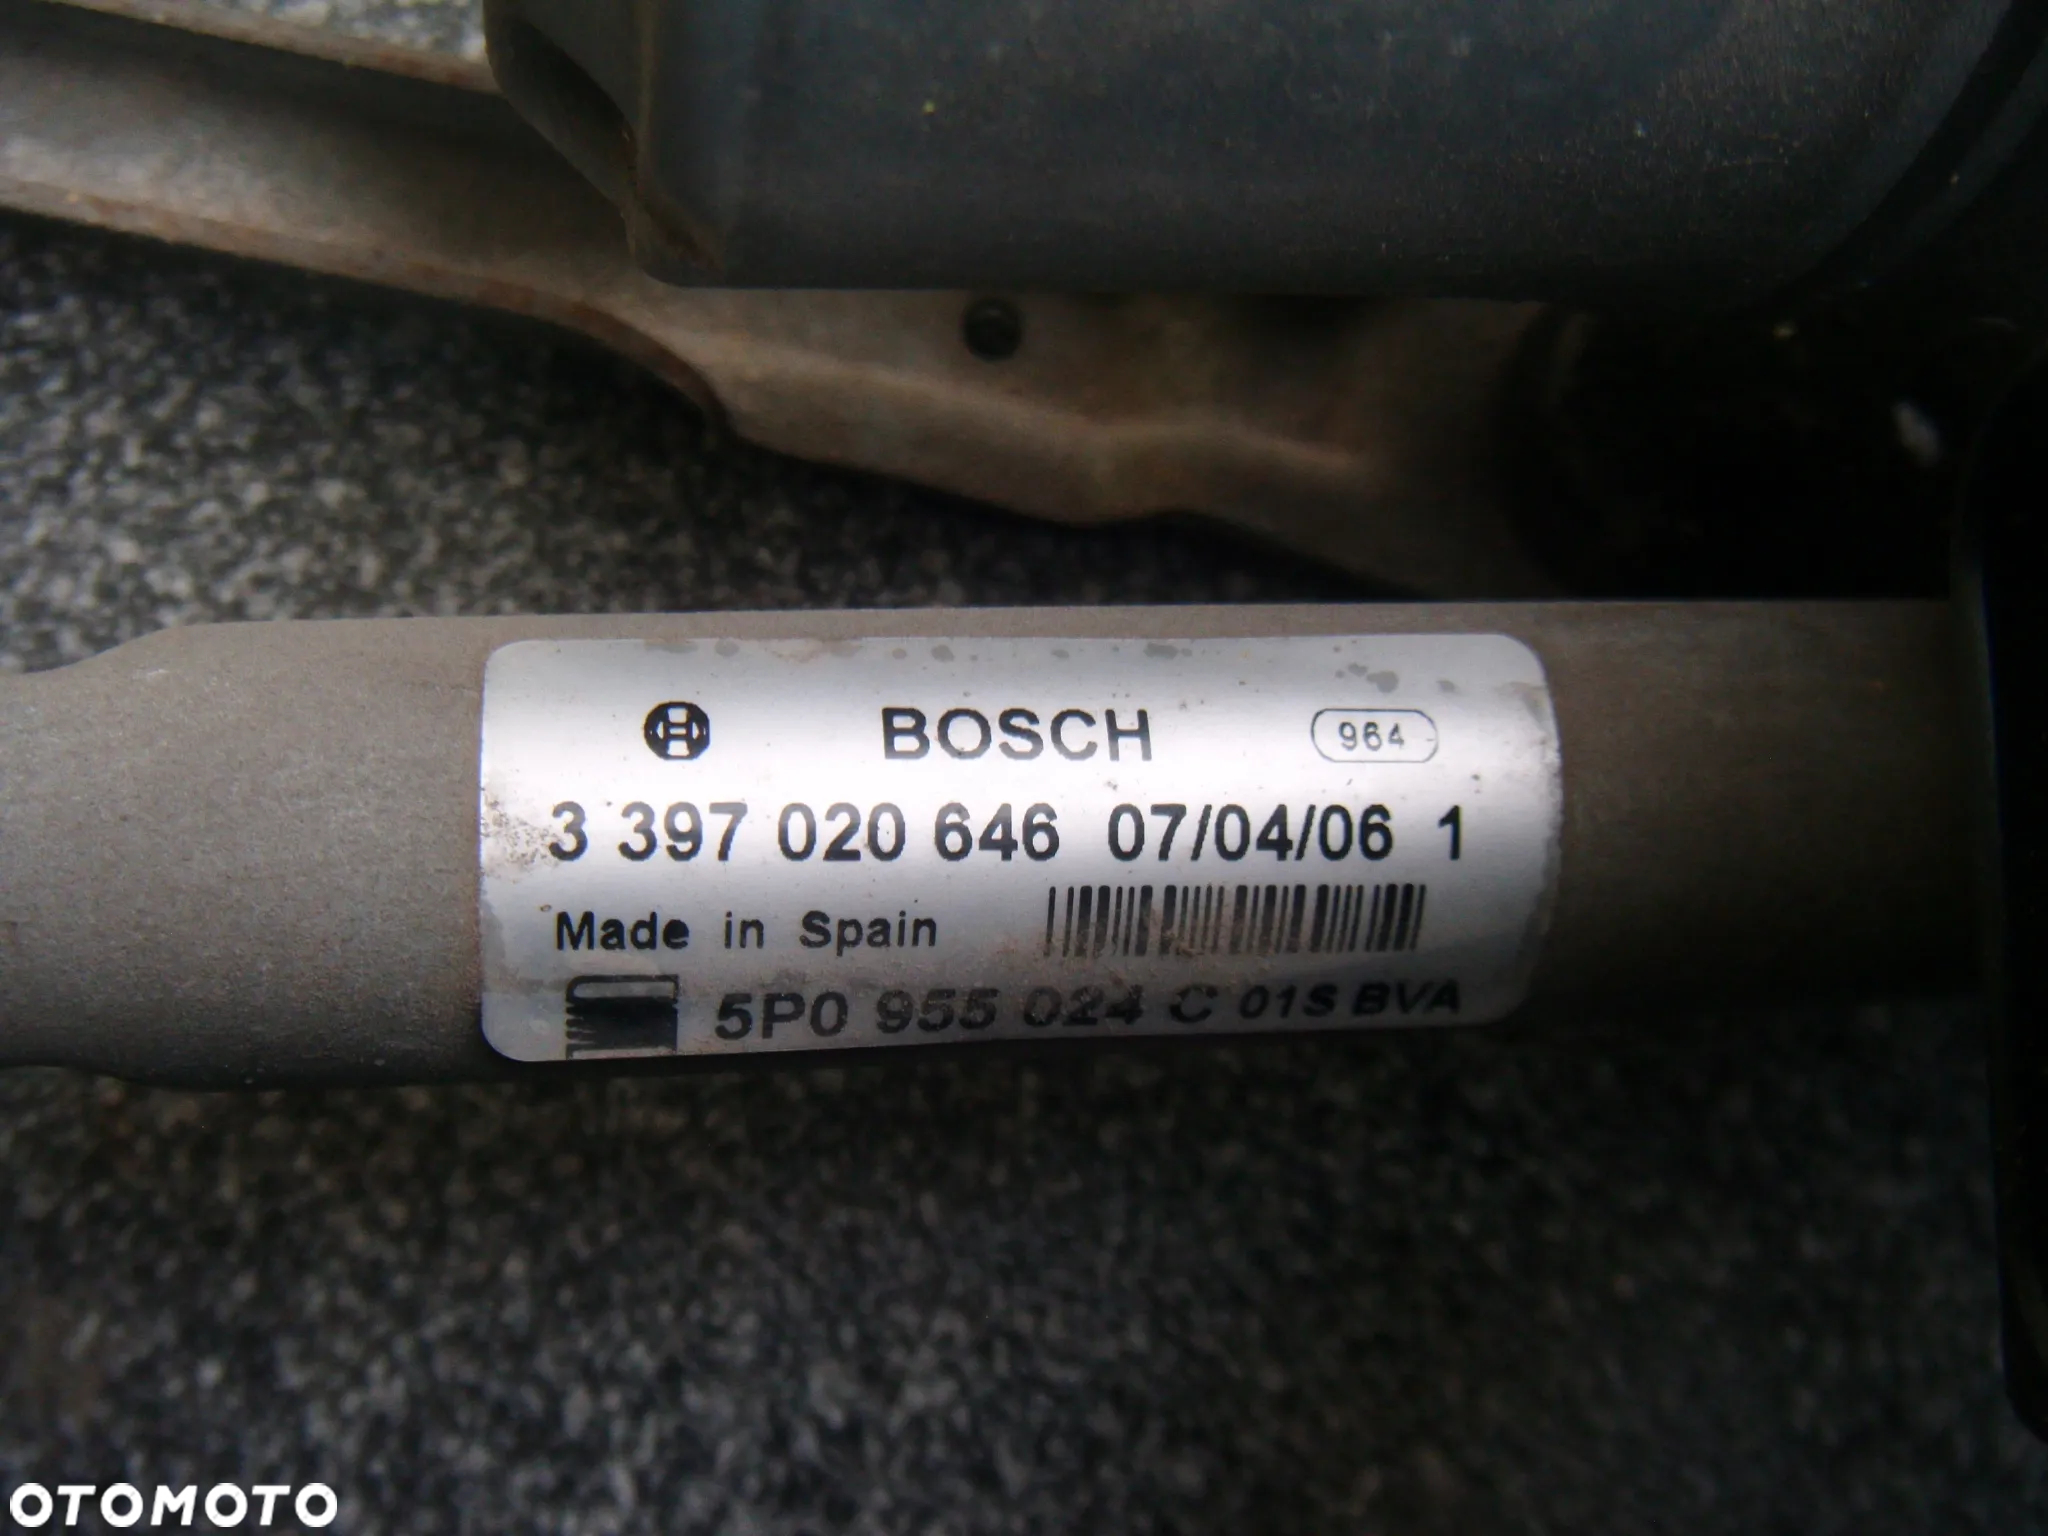 BOSCH 964
3 397 020 646 07/04/06 1
Made in Spain
5P0 955 024 C 01S BVA
OTOMOTO